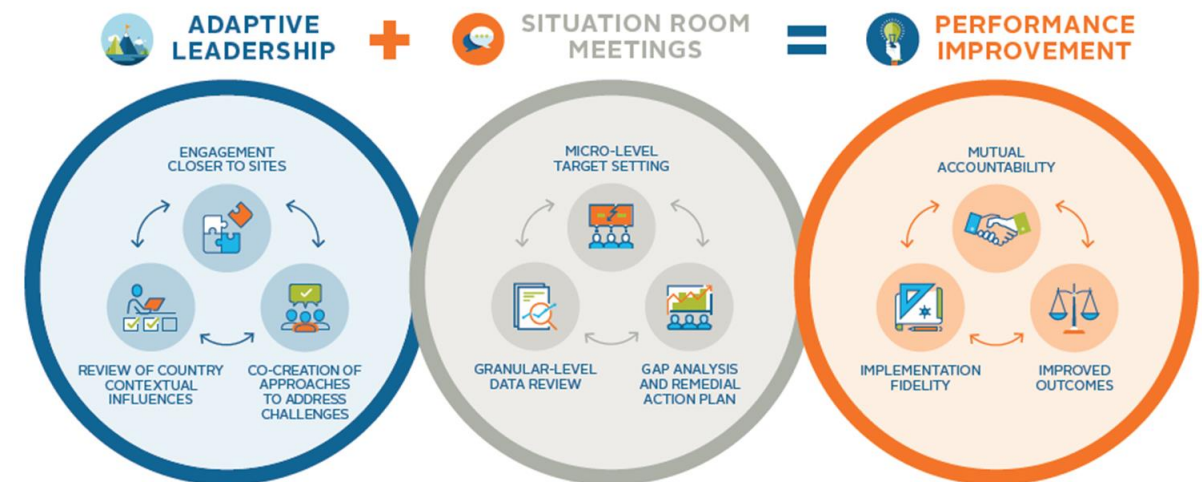 ADAPTIVE
LEADERSHIP
+
SITUATION ROOM
MEETINGS
=
PERFORMANCE
IMPROVEMENT
ENGAGEMENT
CLOSER TO SITES
REVIEW OF COUNTRY
CONTEXTUAL
INFLUENCES
CO-CREATION OF
APPROACHES
TO ADDRESS
CHALLENGES
MICRO-LEVEL
TARGET SETTING
GRANULAR-LEVEL
DATA REVIEW
GAP ANALYSIS
AND REMEDIAL
ACTION PLAN
MUTUAL
ACCOUNTABILITY
IMPLEMENTATION
FIDELITY
IMPROVED
OUTCOMES